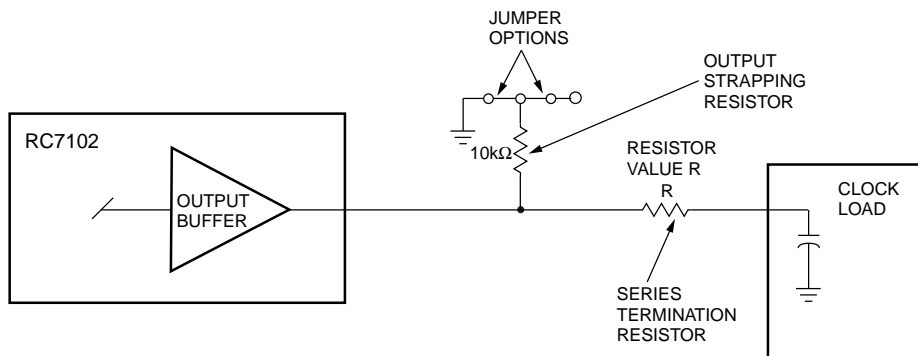 JUMPER
OPTIONS
OUTPUT
STRAPPING
RESISTOR
RC7102
10kΩ
RESISTOR
VALUE R
R
CLOCK
LOAD
OUTPUT
BUFFER
SERIES
TERMINATION
RESISTOR